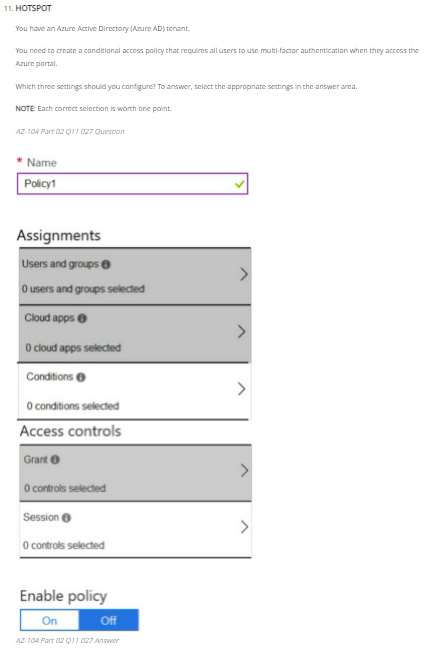 11. HOTSPOT
You have an Azure Active Directory (Azure AD) tenant.
You need to create a conditional access policy that requires all users to use multi-factor authentication when they access the
Azure portal.
Which three settings should you configure? To answer, select the appropriate settings in the answer area.
NOTE: Each correct selection is worth one point.
AZ-104 Part 02 Q11 027 Question
* Name
Policy1
Assignments
Users and groups
0 users and groups selected
Cloud apps
0 cloud apps selected
Conditions
0 conditions selected
Access controls
Grant
0 controls selected
Session
0 controls selected
Enable policy
On Off
AZ-104 Part 02 Q11 027 Answer